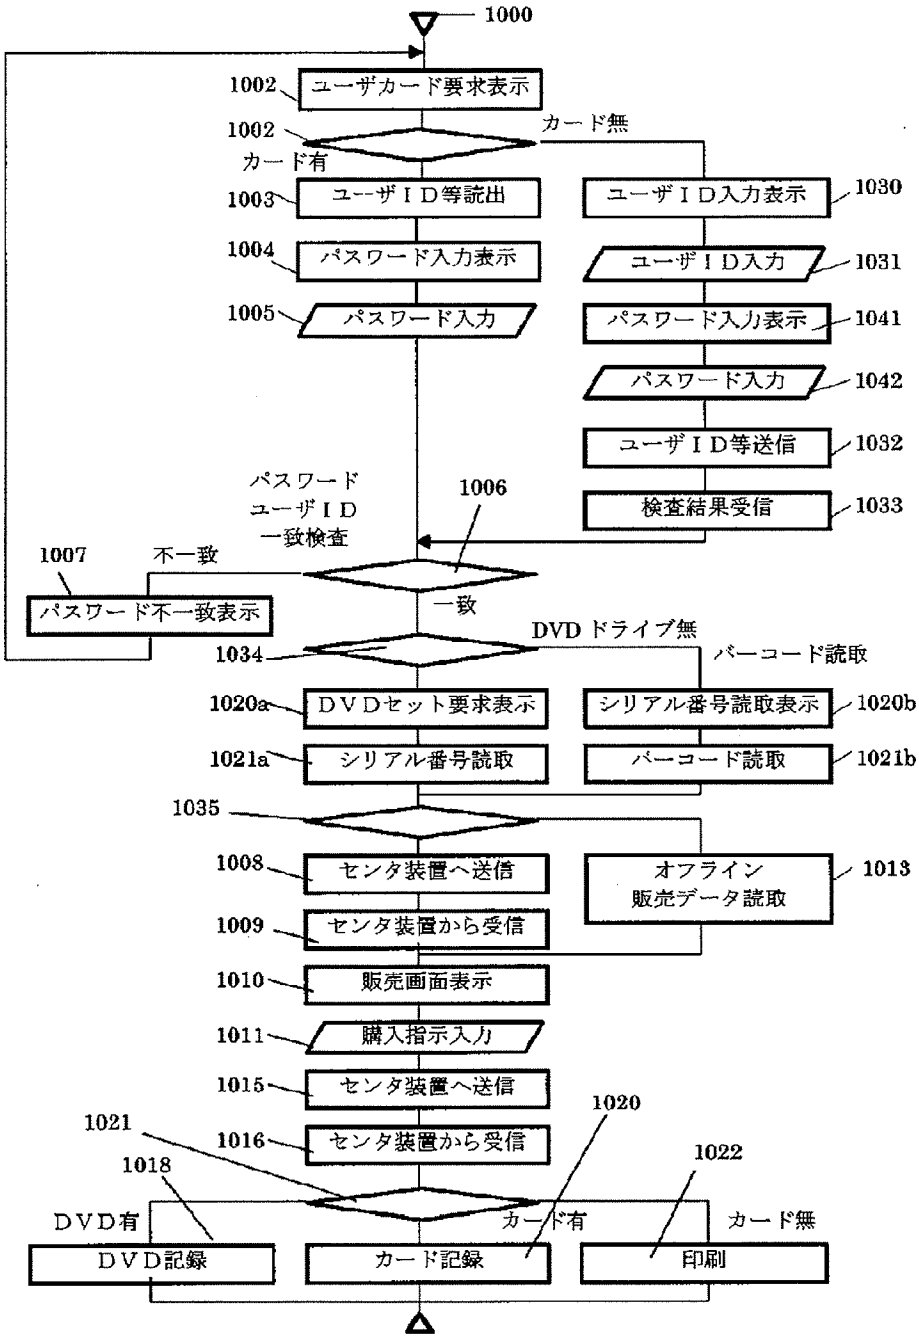 1000
1002
ユーザカード要求表示
1002
カード無
カード有
1003
ユーザＩＤ等読出
ユーザＩＤ入力表示
1030
1004
パスワード入力表示
ユーザＩＤ入力
1031
1005
パスワード入力
パスワード入力表示
1041
パスワード入力
1042
ユーザＩＤ等送信
1032
パスワード
ユーザＩＤ
一致検査
1006
検査結果受信
1033
1007
不一致
パスワード不一致表示
一致
1034
DVDドライブ無
バーコード読取
1020a
ＤＶＤセット要求表示
シリアル番号読取表示
1020b
1021a
シリアル番号読取
バーコード読取
1021b
1035
1008
センタ装置へ送信
オフライン
販売データ読取
1013
1009
センタ装置から受信
1010
販売画面表示
1011
購入指示入力
1015
センタ装置へ送信
1016
センタ装置から受信
1021
1020
1018
1022
ＤＶＤ有
カード有
カード無
ＤＶＤ記録
カード記録
印刷